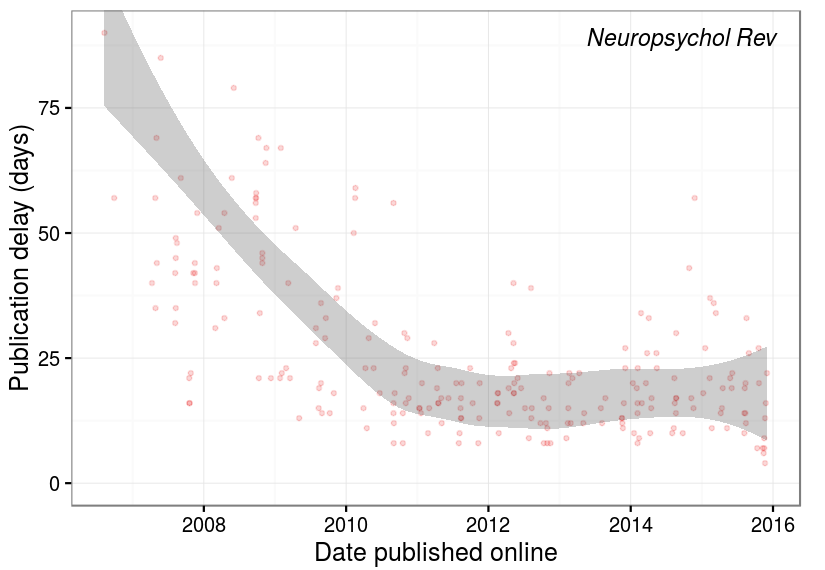 Neuropsychol Rev
Publication delay (days)
75
50
25
0
2008 2010 2012 2014 2016
Date published online